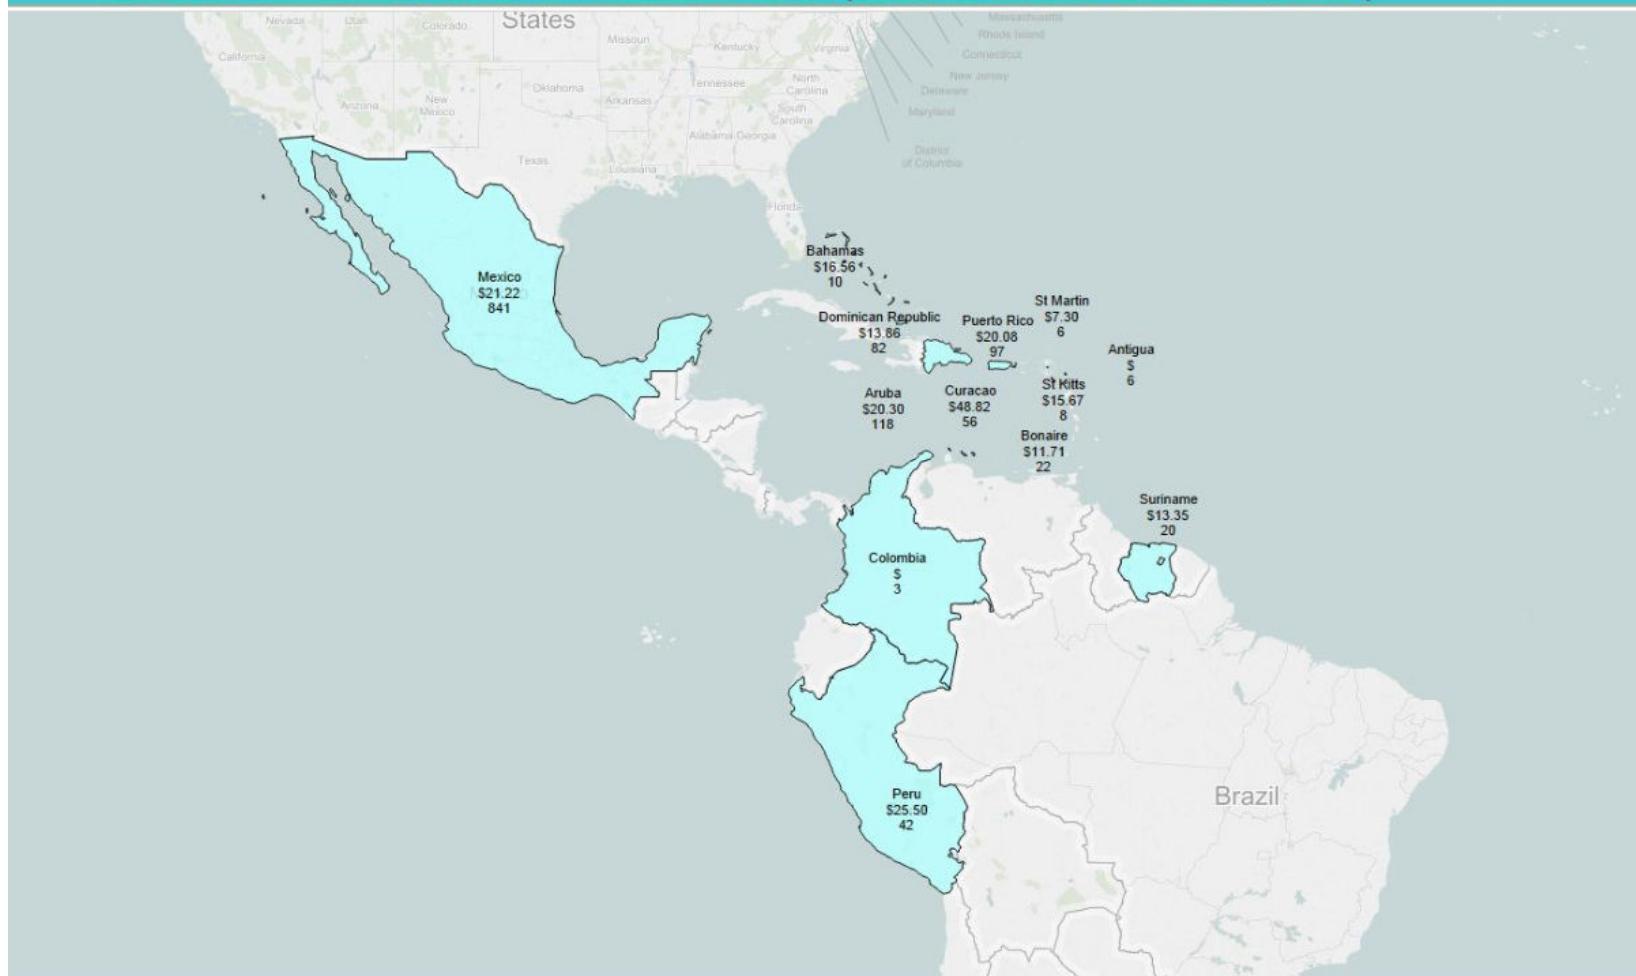 States
Nevada
Utah
Colorado
California
Missouri
Kentucky
Virginia
Massachusetts
Rhode Island
Connecticut
New Jersey
Delaware
Maryland
District
of Columbia
Arizona
New
Mexico
Oklahoma
Arkansas
Tennessee
North
Carolina
South
Carolina
Alabama
Georgia
Texas
Louisiana
Florida
Mexico
$21.22
841
Bahamas
$16.56
10
Dominican Republic
$13.86
82
Puerto Rico
$20.08
97
St Martin
$7.30
6
Antigua
$
6
Aruba
$20.30
118
Curacao
$48.82
56
St Kitts
$15.67
8
Bonaire
$11.71
22
Suriname
$13.35
20
Colombia
$
3
Peru
$25.50
42
Brazil